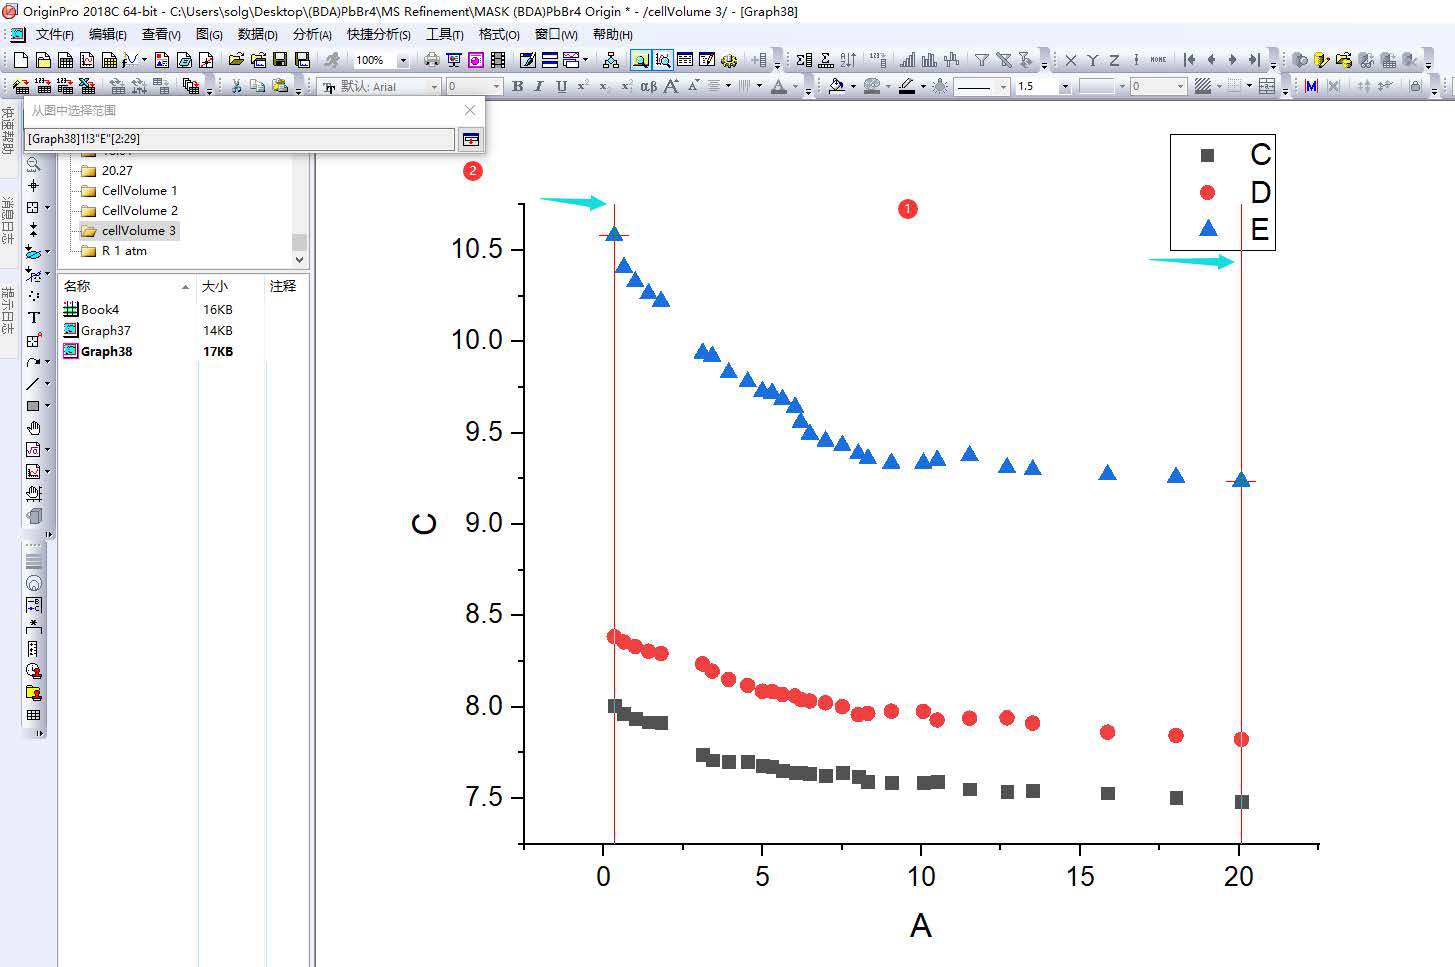 OriginPro 2018C 64-bit - C:\Users\solg\Desktop\(BDA)PbBr4\MS Refinement\MASK (BDA)PbBr4 Origin * - /cellVolume 3/ - [Graph38]
文件(F) 编辑(E) 查看(V) 图(G) 数据(D) 分析(A) 快捷分析(S) 工具(T) 格式(O) 窗口(W) 帮助(H)
100%
X Y Z NONE
默认: Arial 0 B I U αβ A A 1.5 0 M
从图中选择范围
[Graph38]1!3"E"[2:29]
快速帮助
消息日志
提示日志
20.27
CellVolume 1
CellVolume 2
cellVolume 3
R 1 atm
名称 大小 注释
Book4 16KB
Graph37 14KB
Graph38 17KB
T
2
1
C
D
E
10.5
10.0
9.5
9.0
8.5
8.0
7.5
C
0 5 10 15 20
A